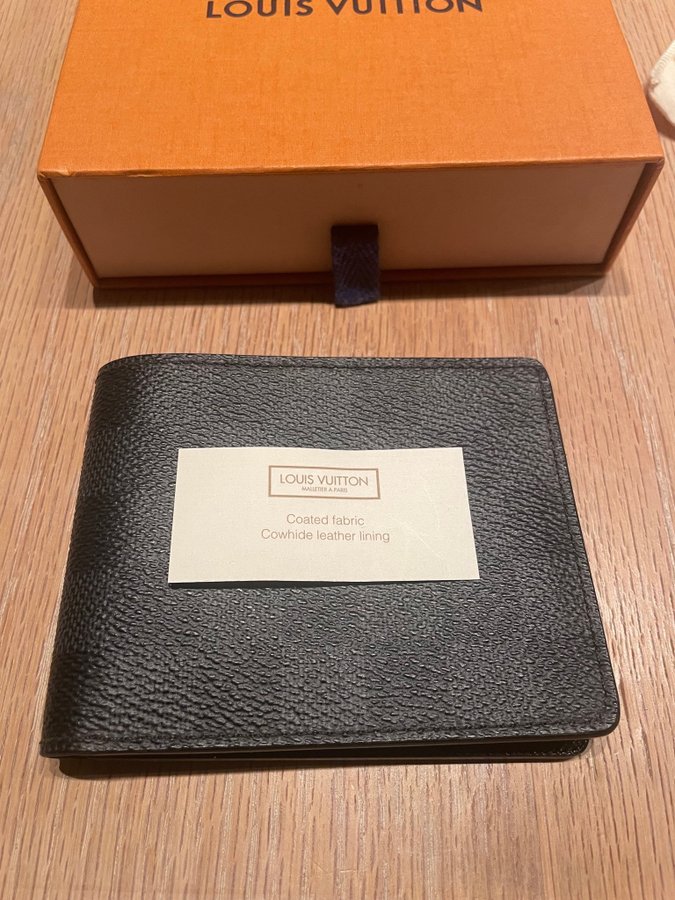 LOUIS VUITTON
LOUIS VUITTON
MALLETIER A PARIS
Coated fabric
Cowhide leather lining